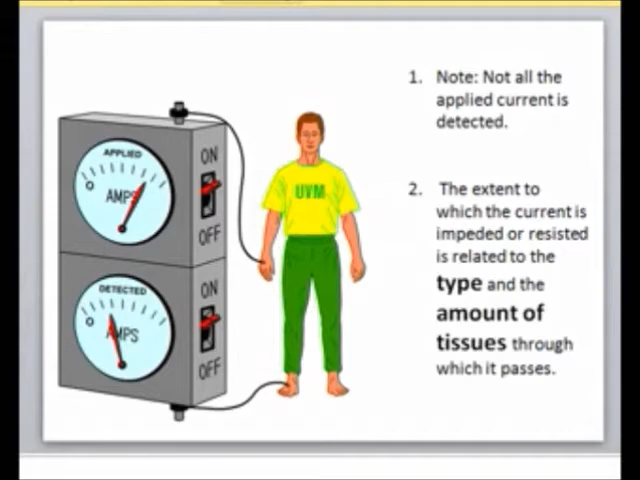 1. Note: Not all the
applied current is
detected.
2. The extent to
which the current is
impeded or resisted
is related to the
type and the
amount of
tissues through
which it passes.
APPLIED
0
AMPS
ON
OFF
DETECTED
0
AMPS
ON
OFF
UVM